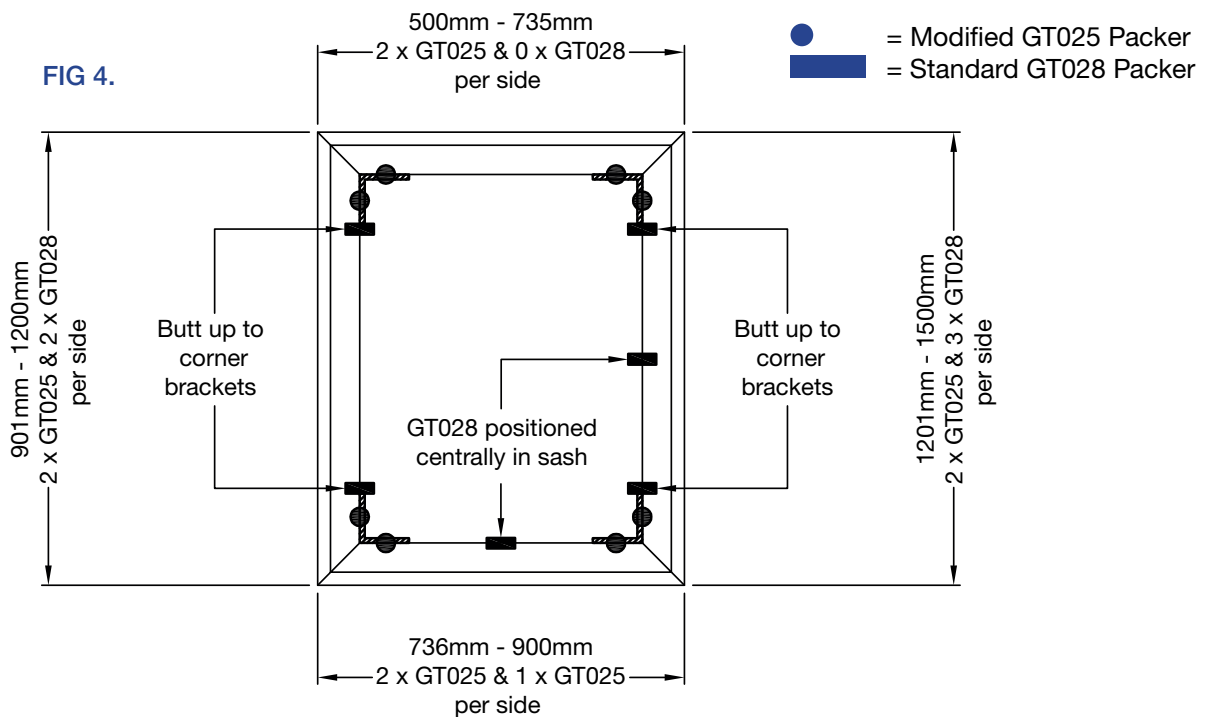 500mm - 735mm
2 x GT025 & 0 x GT028
per side
= Modified GT025 Packer
= Standard GT028 Packer
FIG 4.
901mm - 1200mm
2 x GT025 & 2 x GT028
per side
Butt up to
corner
brackets
GT028 positioned
centrally in sash
Butt up to
corner
brackets
1201mm - 1500mm
2 x GT025 & 3 x GT028
per side
736mm - 900mm
2 x GT025 & 1 x GT025
per side